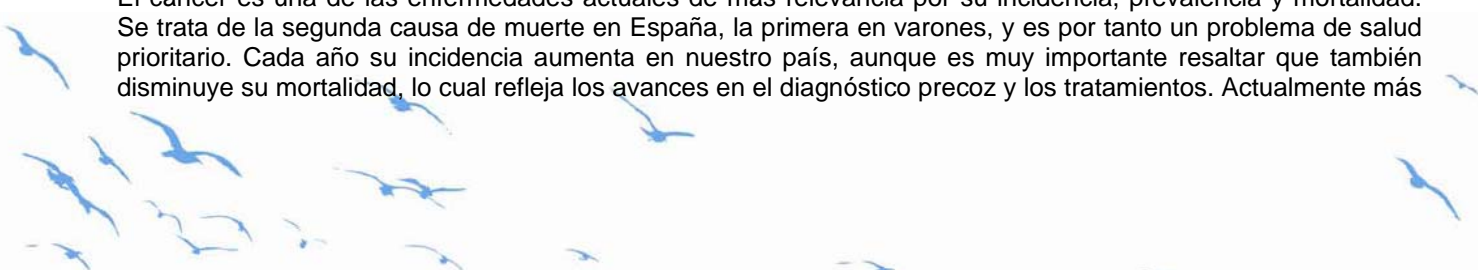 El cáncer es una de las enfermedades actuales de más relevancia por su incidencia, prevalencia y mortalidad.
Se trata de la segunda causa de muerte en España, la primera en varones, y es por tanto un problema de salud
prioritario. Cada año su incidencia aumenta en nuestro país, aunque es muy importante resaltar que también
disminuye su mortalidad, lo cual refleja los avances en el diagnóstico precoz y los tratamientos. Actualmente más